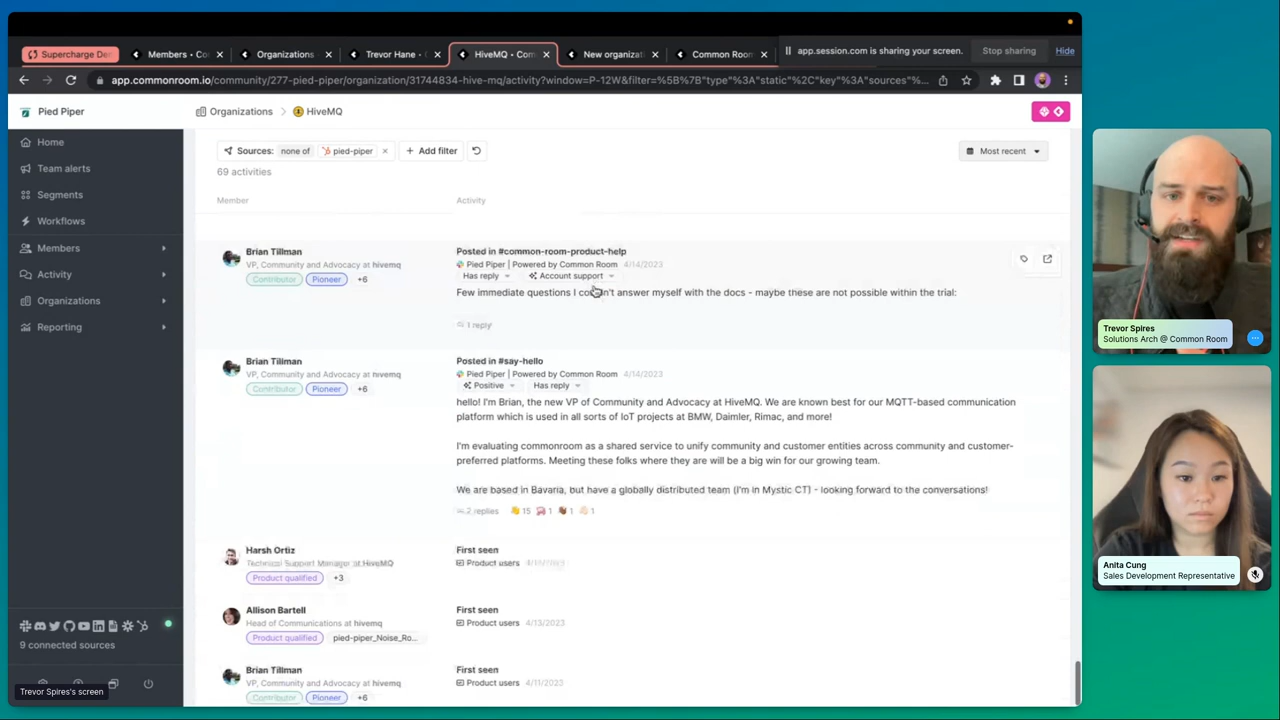 Supercharge Den
Members • Co
Organizations
Trevor Hane •
HiveMQ • Com
New organizat
Common Room
app.session.com is sharing your screen.
Stop sharing
Hide
app.commonroom.io/community/277-pied-piper/organization/31744834-hive-mq/activity?window=P-12W&filter=%5B%7B"type"%3A"static"%2C"key"%3A"sources"%...
Pied Piper
Organizations
HiveMQ
Home
Team alerts
Segments
Workflows
Members
Activity
Organizations
Reporting
9 connected sources
Sources: none of pied-piper
Add filter
Most recent
69 activities
Member
Activity
Brian Tillman
VP, Community and Advocacy at hivemq
Contributor Pioneer +6
Posted in #common-room-product-help
Pied Piper | Powered by Common Room 4/14/2023
Has reply Account support
Few immediate questions I couldn't answer myself with the docs - maybe these are not possible within the trial:
1 reply
Brian Tillman
VP, Community and Advocacy at hivemq
Contributor Pioneer +6
Posted in #say-hello
Pied Piper | Powered by Common Room 4/14/2023
Positive Has reply
hello! I'm Brian, the new VP of Community and Advocacy at HiveMQ. We are known best for our MQTT-based communication
platform which is used in all sorts of IoT projects at BMW, Daimler, Rimac, and more!
I'm evaluating commonroom as a shared service to unify community and customer entities across community and customer-
preferred platforms. Meeting these folks where they are will be a big win for our growing team.
We are based in Bavaria, but have a globally distributed team (I'm in Mystic CT) - looking forward to the conversations!
2 replies 15 1 1 1
Harsh Ortiz
Technical Support Manager at HiveMQ
Product qualified +3
First seen
Product users
Allison Bartell
Head of Communications at hivemq
Product qualified pied-piper_Noise_Ro...
First seen
Product users 4/13/2023
Brian Tillman
VP, Community and Advocacy at hivemq
Contributor Pioneer +6
First seen
Product users 4/11/2023
Trevor Spires's screen
Trevor Spires
Solutions Arch @ Common Room
Anita Cung
Sales Development Representative